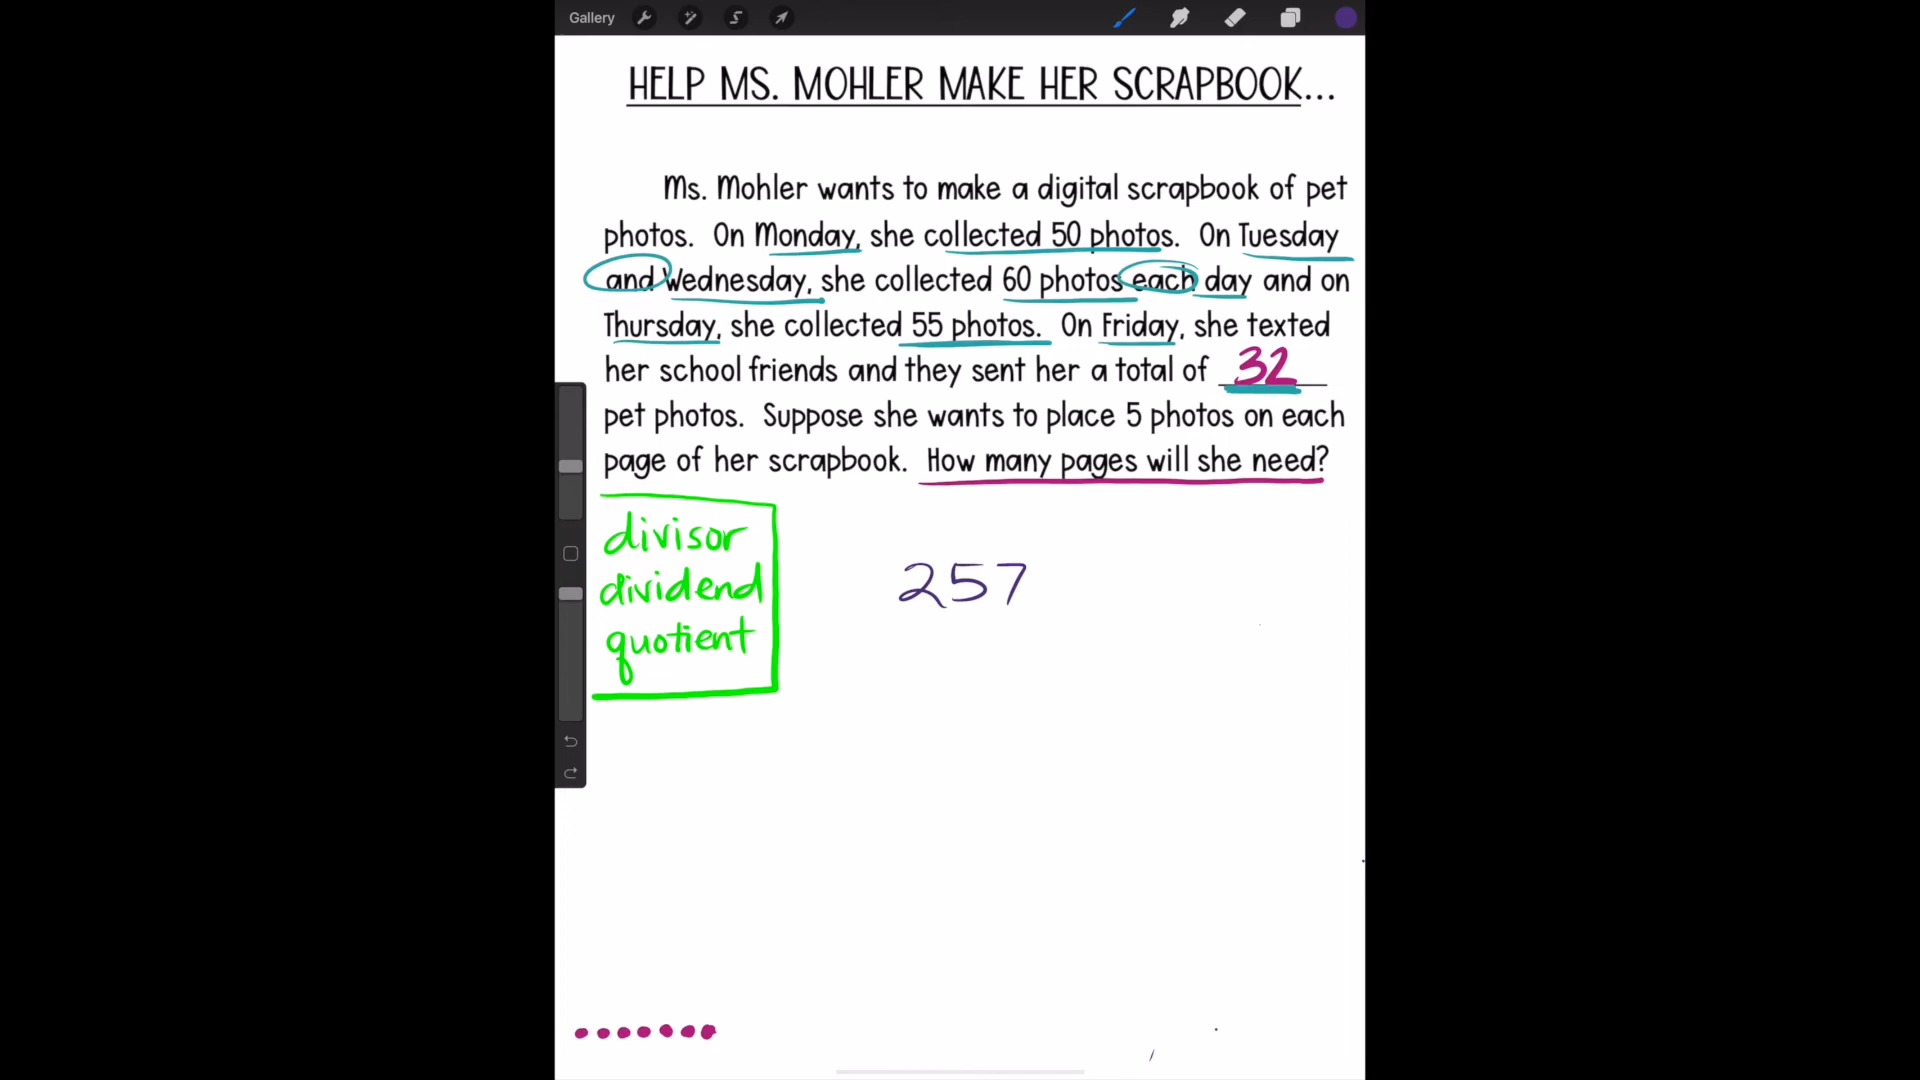 Gallery
HELP MS. MOHLER MAKE HER SCRAPBOOK...
Ms. Mohler wants to make a digital scrapbook of pet
photos. On Monday, she collected 50 photos. On Tuesday
and Wednesday, she collected 60 photos each day and on
Thursday, she collected 55 photos. On Friday, she texted
her school friends and they sent her a total of 32
pet photos. Suppose she wants to place 5 photos on each
page of her scrapbook. How many pages will she need?
divisor
dividend
quotient
257